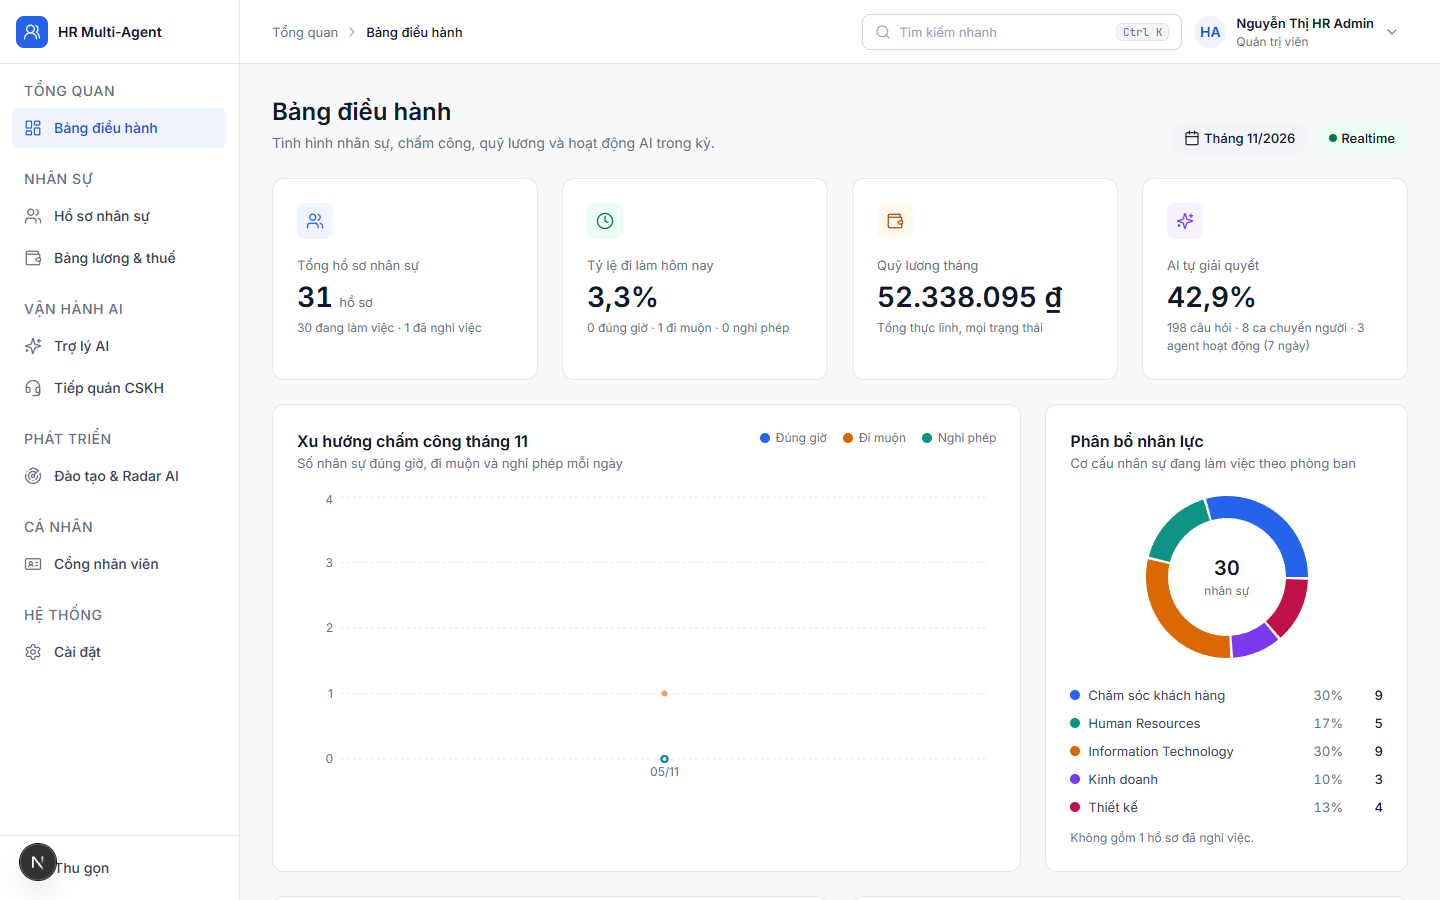 HR Multi-Agent
Tổng quan
Bảng điều hành
Tìm kiếm nhanh
Ctrl K
HA
Nguyễn Thị HR Admin
Quản trị viên
TỔNG QUAN
Bảng điều hành
NHÂN SỰ
Hồ sơ nhân sự
Bảng lương & thuế
VẬN HÀNH AI
Trợ lý AI
Tiếp quản CSKH
PHÁT TRIỂN
Đào tạo & Radar AI
CÁ NHÂN
Cổng nhân viên
HỆ THỐNG
Cài đặt
N
Thu gọn
Bảng điều hành
Tình hình nhân sự, chấm công, quỹ lương và hoạt động AI trong kỳ.
Tháng 11/2026
Realtime
Tổng hồ sơ nhân sự
31 hồ sơ
30 đang làm việc · 1 đã nghỉ việc
Tỷ lệ đi làm hôm nay
3,3%
0 đúng giờ · 1 đi muộn · 0 nghỉ phép
Quỹ lương tháng
52.338.095 ₫
Tổng thực lĩnh, mọi trạng thái
AI tự giải quyết
42,9%
198 câu hỏi · 8 ca chuyển người · 3
agent hoạt động (7 ngày)
Xu hướng chấm công tháng 11
Số nhân sự đúng giờ, đi muộn và nghỉ phép mỗi ngày
Đúng giờ
Đi muộn
Nghỉ phép
4
3
2
1
0
05/11
Phân bổ nhân lực
Cơ cấu nhân sự đang làm việc theo phòng ban
30
nhân sự
Chăm sóc khách hàng 30% 9
Human Resources 17% 5
Information Technology 30% 9
Kinh doanh 10% 3
Thiết kế 13% 4
Không gồm 1 hồ sơ đã nghỉ việc.